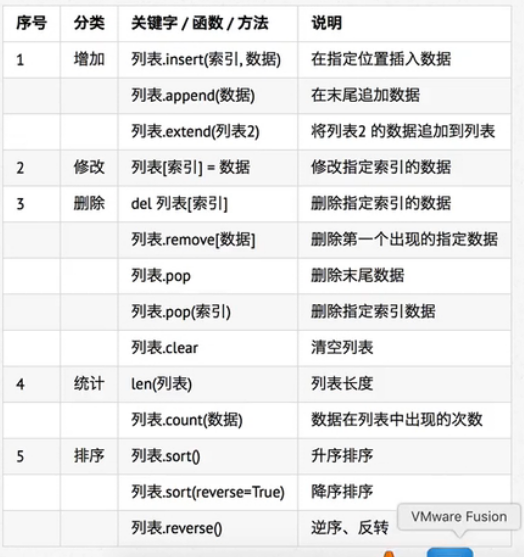 序号 分类 关键字 / 函数 / 方法 说明
1 增加 列表.insert(索引, 数据) 在指定位置插入数据
列表.append(数据) 在末尾追加数据
列表.extend(列表2) 将列表2 的数据追加到列表
2 修改 列表[索引] = 数据 修改指定索引的数据
3 删除 del 列表[索引] 删除指定索引的数据
列表.remove[数据] 删除第一个出现的指定数据
列表.pop 删除末尾数据
列表.pop(索引) 删除指定索引数据
列表.clear 清空列表
4 统计 len(列表) 列表长度
列表.count(数据) 数据在列表中出现的次数
5 排序 列表.sort() 升序排序
列表.sort(reverse=True) 降序排序
列表.reverse() 逆序、反转
VMware Fusion